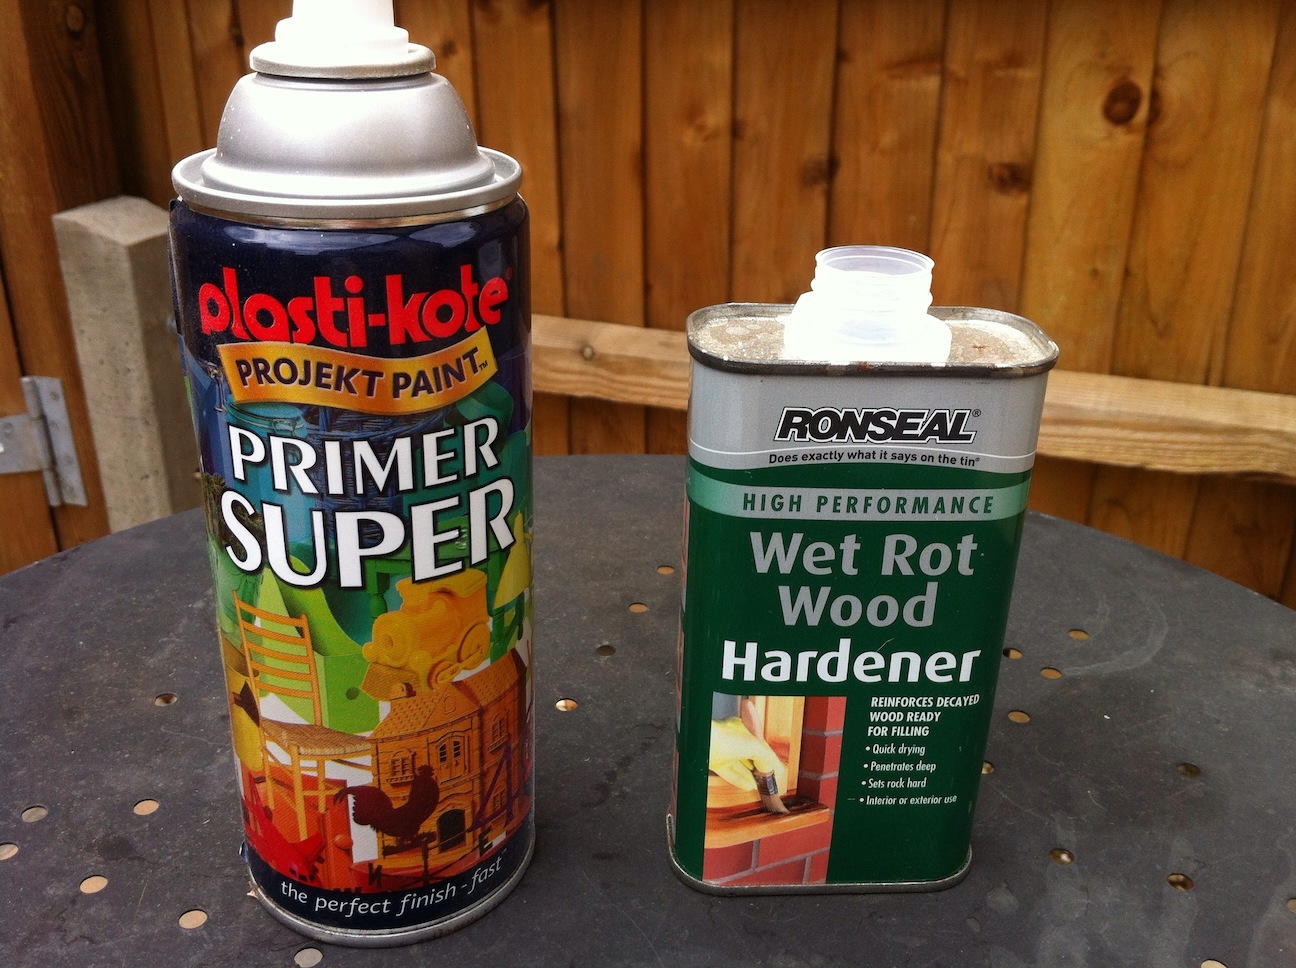 plasti-kote®
PROJEKT PAINT™
PRIMER
SUPER
the perfect finish - fast™
RONSEAL®
Does exactly what it says on the tin®
HIGH PERFORMANCE
Wet Rot
Wood
Hardener
REINFORCES DECAYED
WOOD READY
FOR FILLING
• Quick drying
• Penetrates deep
• Sets rock hard
• Interior or exterior use